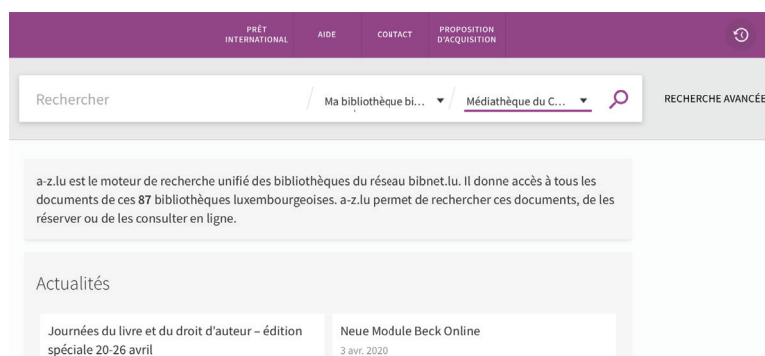 PRÊT
INTERNATIONAL
AIDE
CONTACT
PROPOSITION
D'ACQUISITION
Rechercher
Ma bibliothèque bi...
Médiathèque du C...
RECHERCHE AVANCÉE
a-z.lu est le moteur de recherche unifié des bibliothèques du réseau bibnet.lu. Il donne accès à tous les
documents de ces 87 bibliothèques luxembourgeoises. a-z.lu permet de rechercher ces documents, de les
réserver ou de les consulter en ligne.
Actualités
Journées du livre et du droit d'auteur – édition
spéciale 20-26 avril
Neue Module Beck Online
3 avr. 2020